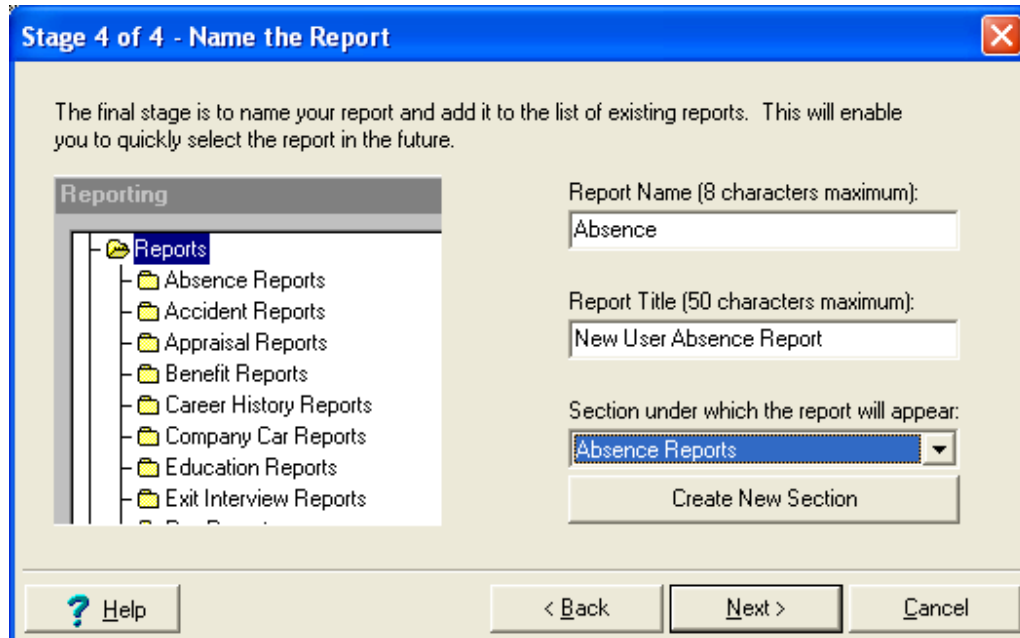 Stage 4 of 4 - Name the Report
The final stage is to name your report and add it to the list of existing reports. This will enable
you to quickly select the report in the future.
Reporting
Reports
Absence Reports
Accident Reports
Appraisal Reports
Benefit Reports
Career History Reports
Company Car Reports
Education Reports
Exit Interview Reports
Report Name (8 characters maximum):
Absence
Report Title (50 characters maximum):
New User Absence Report
Section under which the report will appear:
Absence Reports
Create New Section
? Help
< Back
Next >
Cancel